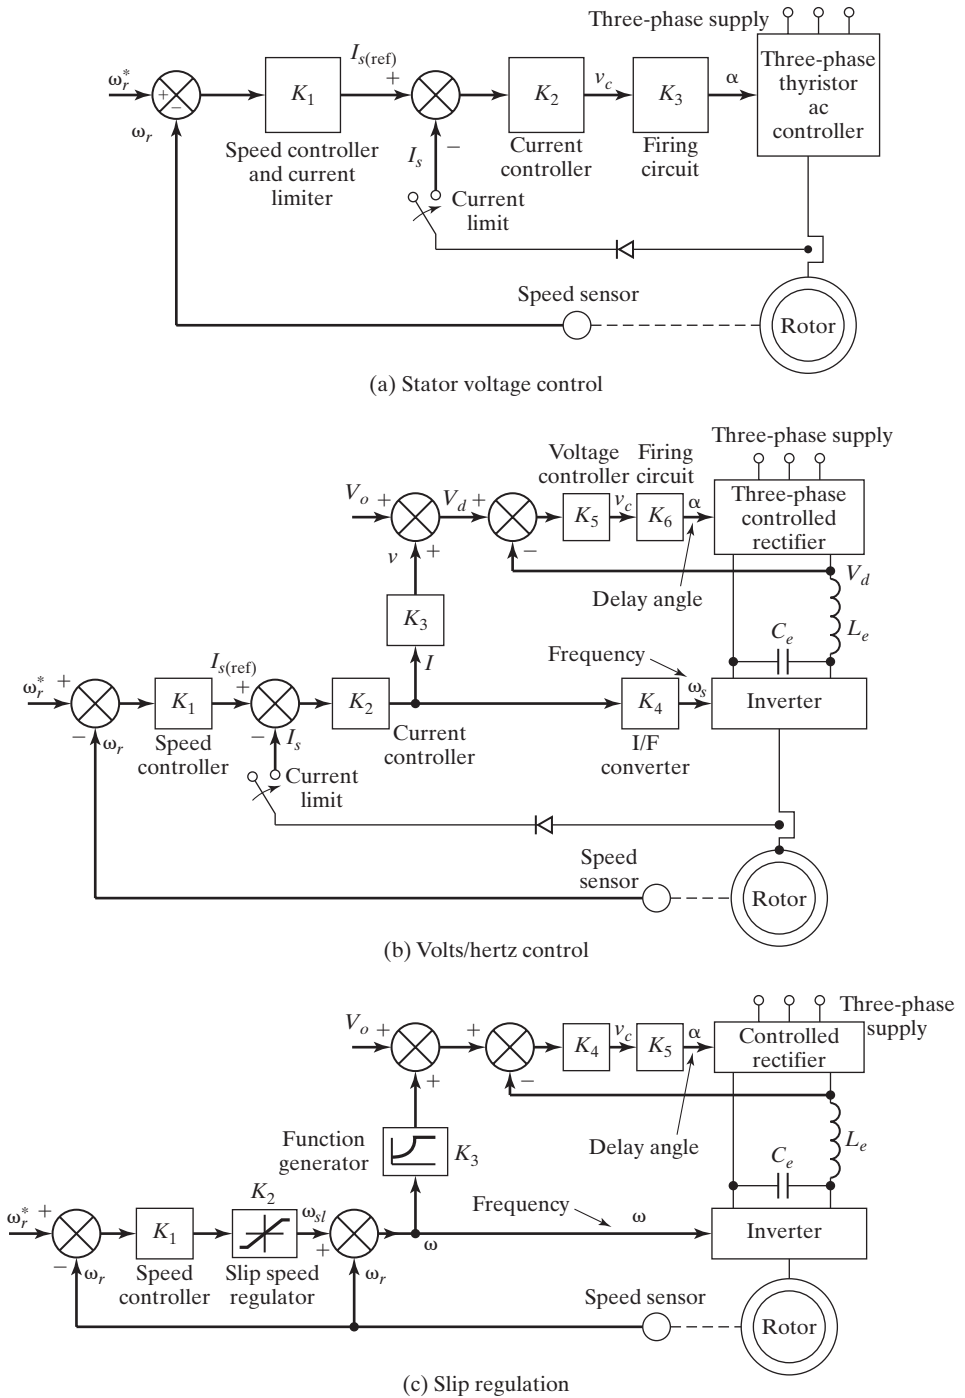 Three-phase supply
ω*r
+
−
ωr
K1
Speed controller
and current
limiter
Is(ref)
+
−
Is
K2
Current
controller
vc
K3
Firing
circuit
α
Three-phase
thyristor
ac
controller
Current
limit
Speed sensor
Rotor
(a) Stator voltage control
Three-phase supply
Voltage
controller
Firing
circuit
Vo
+
Vd
+
K5
vc
K6
α
Three-phase
controlled
rectifier
v
+
−
Delay angle
Vd
K3
Ce
Le
I
Frequency
ω*r
+
−
ωr
K1
Speed
controller
Is(ref)
+
−
Is
K2
Current
controller
K4
I/F
converter
ωs
Inverter
Current
limit
Speed
sensor
Rotor
(b) Volts/hertz control
Three-phase
supply
Vo
+
+
K4
vc
K5
α
Controlled
rectifier
+
−
Delay angle
Function
generator
K3
Ce
Le
Frequency
ω*r
+
−
ωr
K1
Speed
controller
K2
Slip speed
regulator
ωsl
+
ωr
ω
ω
Inverter
Speed sensor
Rotor
(c) Slip regulation